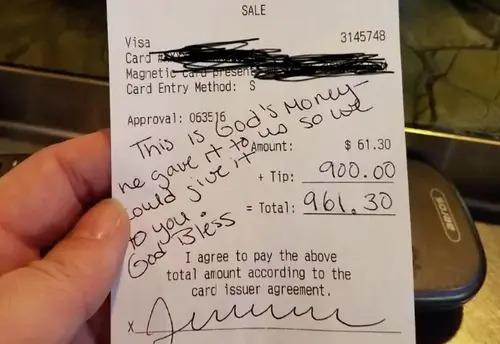 SALE
Visa 3145748
Card
Magnetic card present
Card Entry Method: S
Approval: 063516
This is God's Money
he gave it to us so we
could give it
to you.
God Bless
Amount: $ 61.30
+ Tip: 900.00
= Total: 961.30
I agree to pay the above
total amount according to the
card issuer agreement.
X